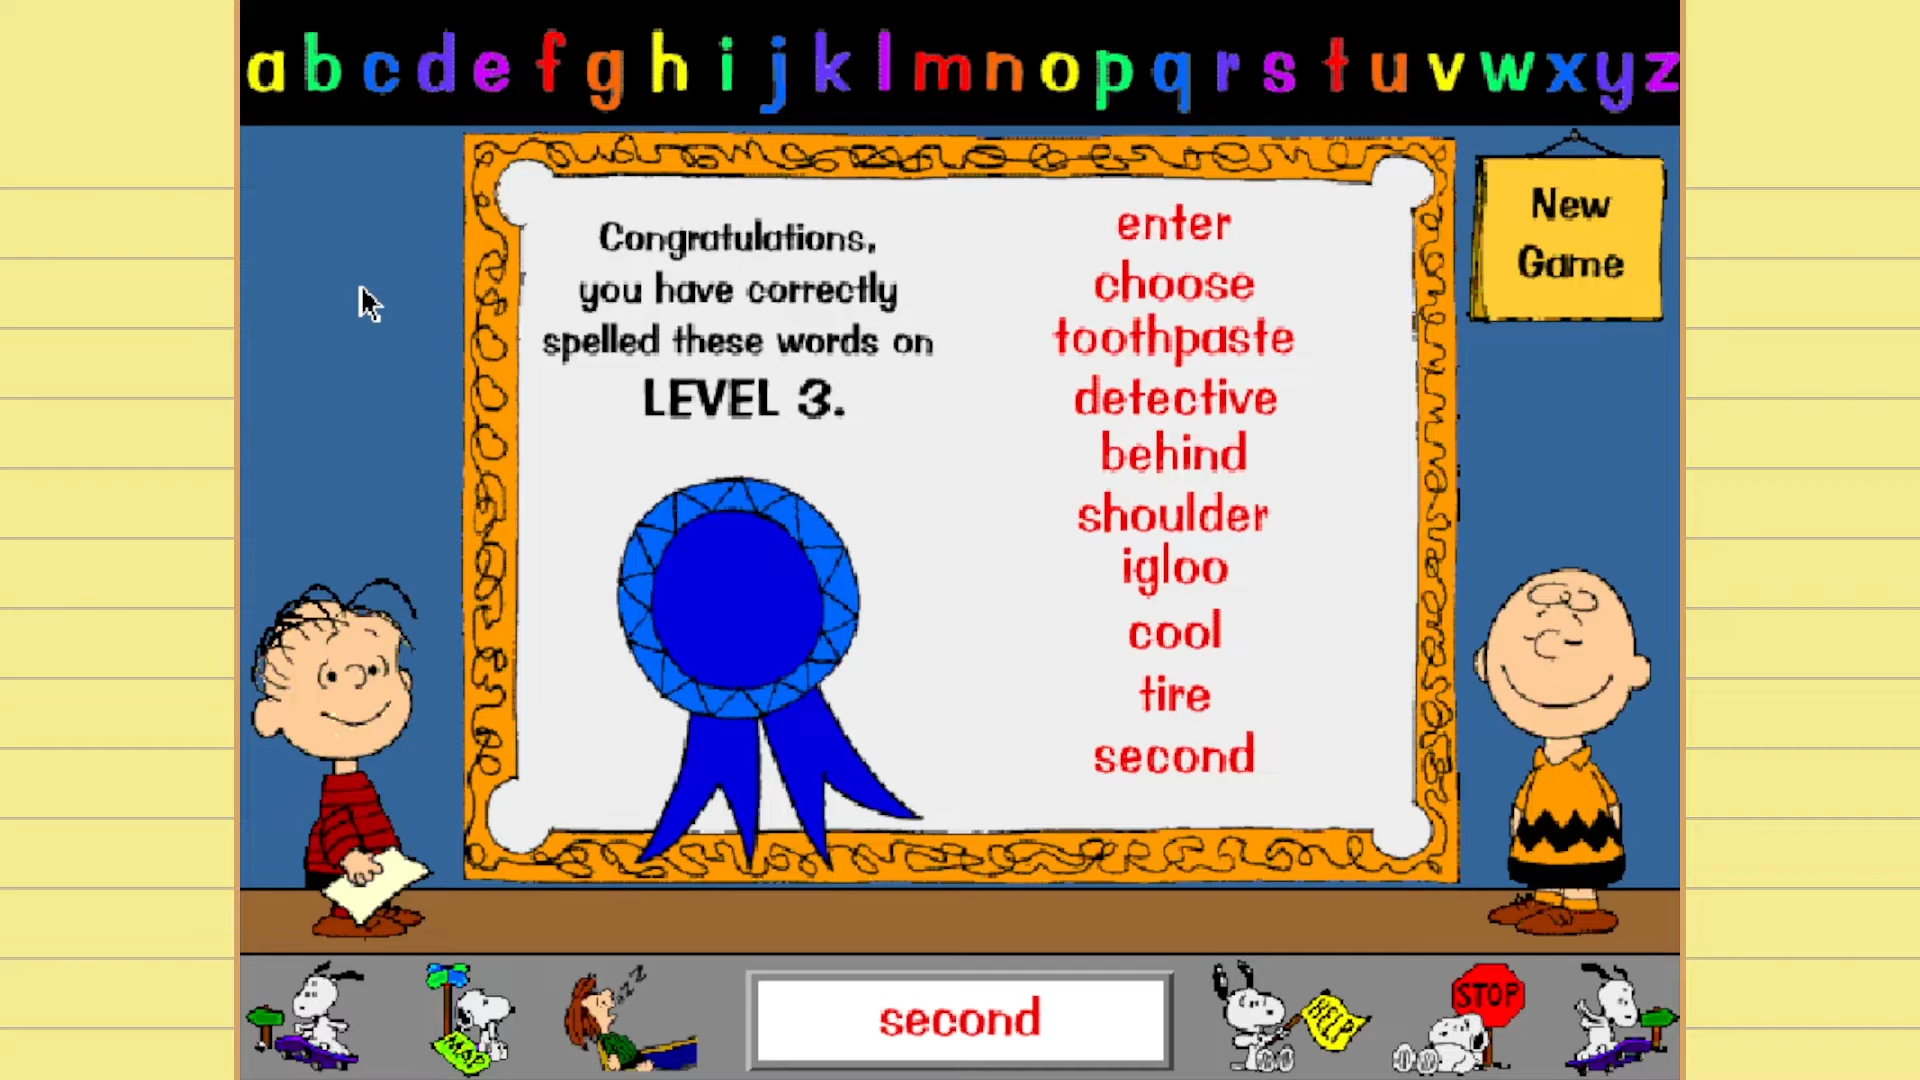 a b c d e f g h i j k l m n o p q r s t u v w x y z
Congratulations,
you have correctly
spelled these words on
LEVEL 3.
enter
choose
toothpaste
detective
behind
shoulder
igloo
cool
tire
second
New
Game
MAP
zzz
second
HELP
STOP